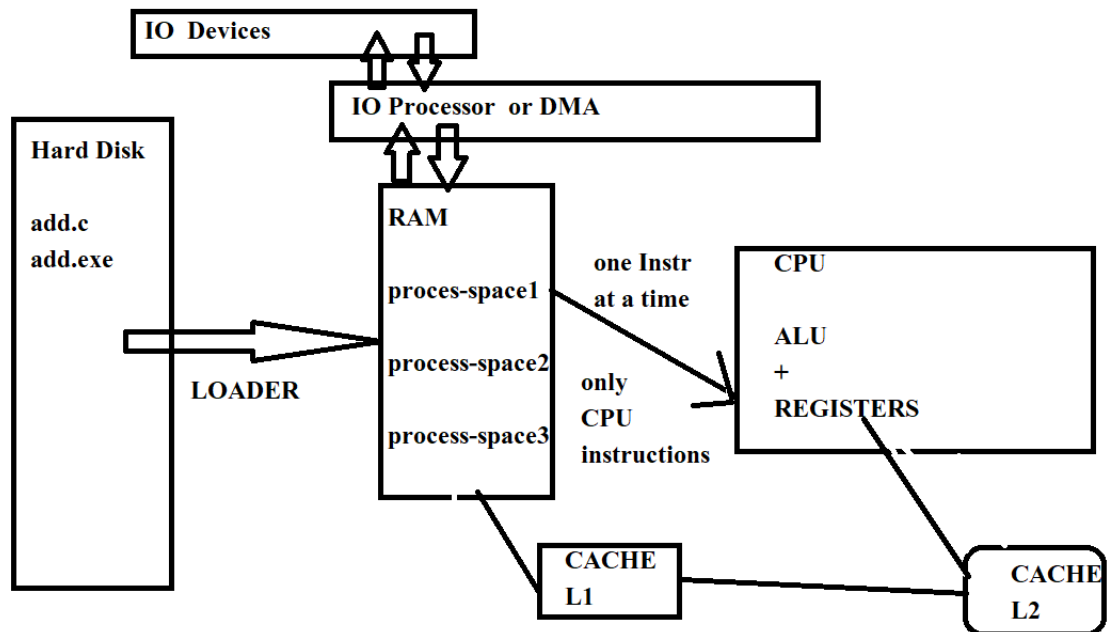 IO Devices
IO Processor or DMA
Hard Disk
add.c
add.exe
LOADER
RAM
proces-space1
process-space2
process-space3
one Instr
at a time
only
CPU
instructions
CPU
ALU
+
REGISTERS
CACHE
L1
CACHE
L2